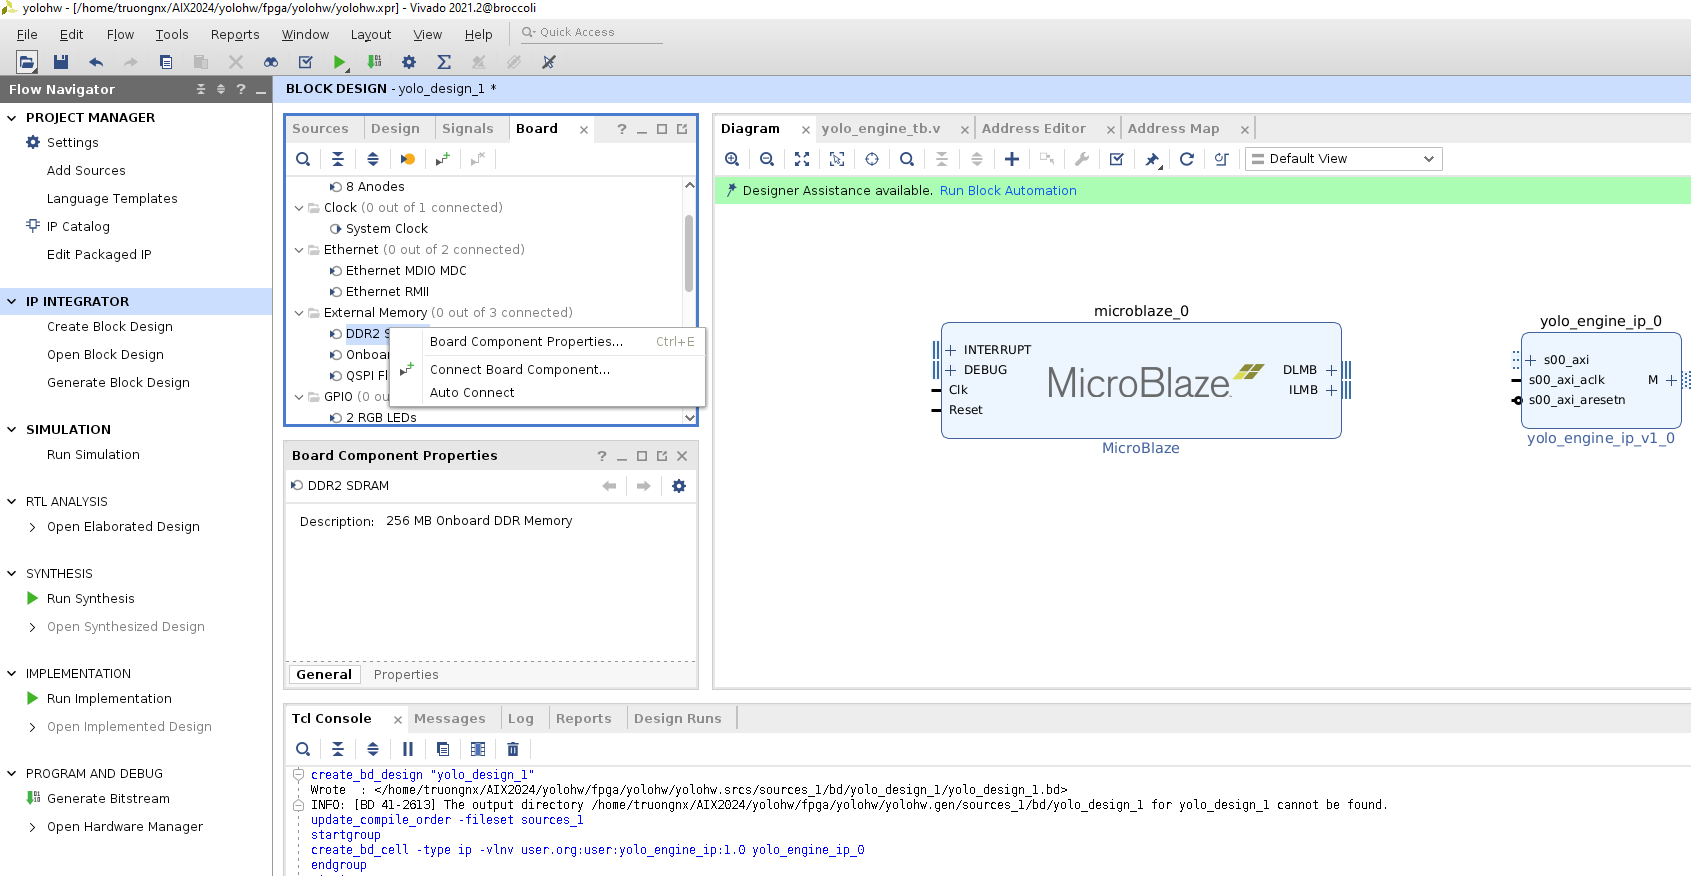 yolohw - [/home/truongnx/AIX2024/yolohw/fpga/yolohw/yolohw.xpr] - Vivado 2021.2@broccoli
File Edit Flow Tools Reports Window Layout View Help Quick Access
Flow Navigator
PROJECT MANAGER
Settings
Add Sources
Language Templates
IP Catalog
Edit Packaged IP
IP INTEGRATOR
Create Block Design
Open Block Design
Generate Block Design
SIMULATION
Run Simulation
RTL ANALYSIS
Open Elaborated Design
SYNTHESIS
Run Synthesis
Open Synthesized Design
IMPLEMENTATION
Run Implementation
Open Implemented Design
PROGRAM AND DEBUG
Generate Bitstream
Open Hardware Manager
BLOCK DESIGN - yolo_design_1 *
Sources Design Signals Board
8 Anodes
Clock (0 out of 1 connected)
System Clock
Ethernet (0 out of 2 connected)
Ethernet MDIO MDC
Ethernet RMII
External Memory (0 out of 3 connected)
DDR2 S
Onboar
QSPI Fl
GPIO (0 ou
2 RGB LEDs
Board Component Properties... Ctrl+E
Connect Board Component...
Auto Connect
Board Component Properties
DDR2 SDRAM
Description: 256 MB Onboard DDR Memory
General Properties
Diagram yolo_engine_tb.v Address Editor Address Map
Default View
Designer Assistance available. Run Block Automation
microblaze_0
INTERRUPT
DEBUG
Clk
Reset
MicroBlaze
DLMB
ILMB
MicroBlaze
yolo_engine_ip_0
s00_axi
s00_axi_aclk M
s00_axi_aresetn
yolo_engine_ip_v1_0
Tcl Console Messages Log Reports Design Runs
create_bd_design "yolo_design_1"
Wrote : </home/truongnx/AIX2024/yolohw/fpga/yolohw/yolohw.srcs/sources_1/bd/yolo_design_1/yolo_design_1.bd>
INFO: [BD 41-2613] The output directory /home/truongnx/AIX2024/yolohw/fpga/yolohw/yolohw.gen/sources_1/bd/yolo_design_1 for yolo_design_1 cannot be found.
update_compile_order -fileset sources_1
startgroup
create_bd_cell -type ip -vlnv user.org:user:yolo_engine_ip:1.0 yolo_engine_ip_0
endgroup